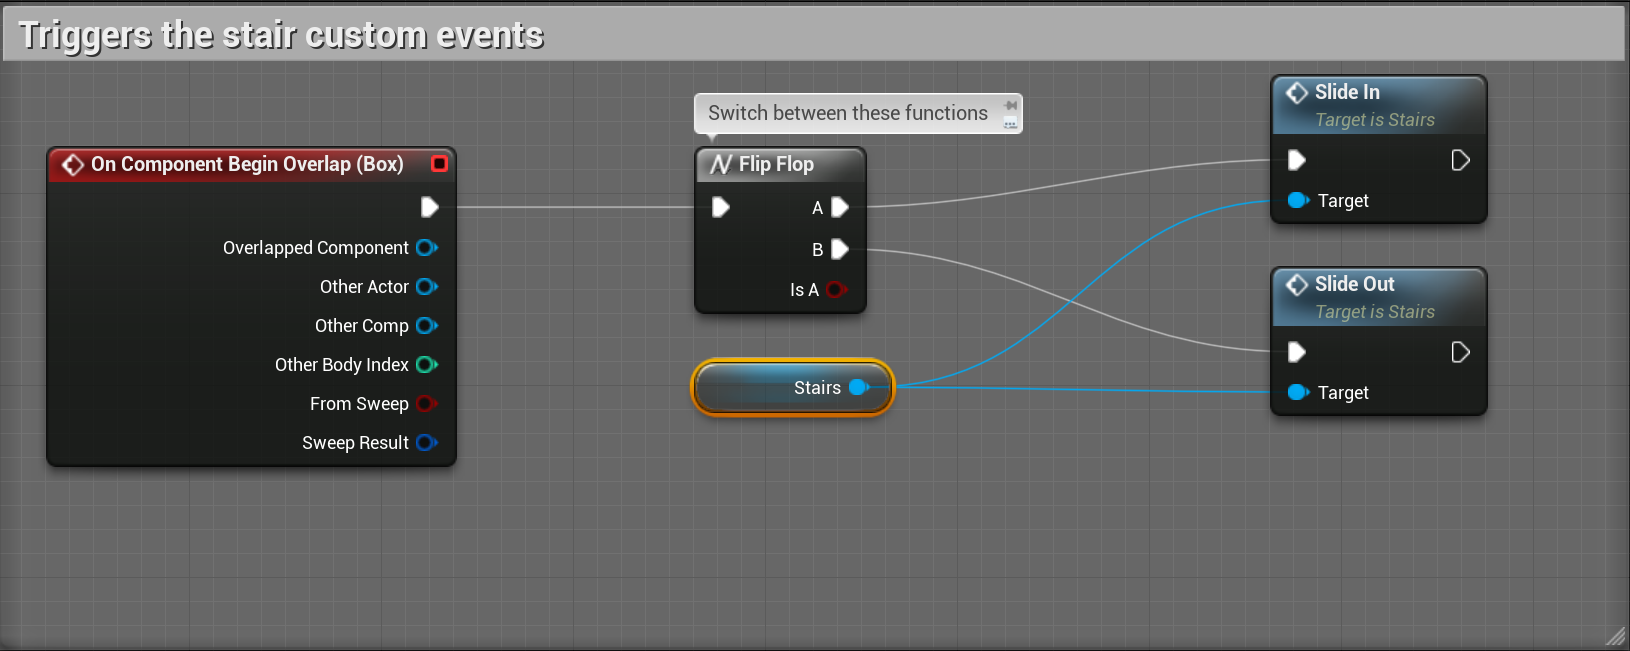 Triggers the stair custom events
Switch between these functions
On Component Begin Overlap (Box)
Overlapped Component
Other Actor
Other Comp
Other Body Index
From Sweep
Sweep Result
Flip Flop
A
B
Is A
Stairs
Slide In
Target is Stairs
Target
Slide Out
Target is Stairs
Target